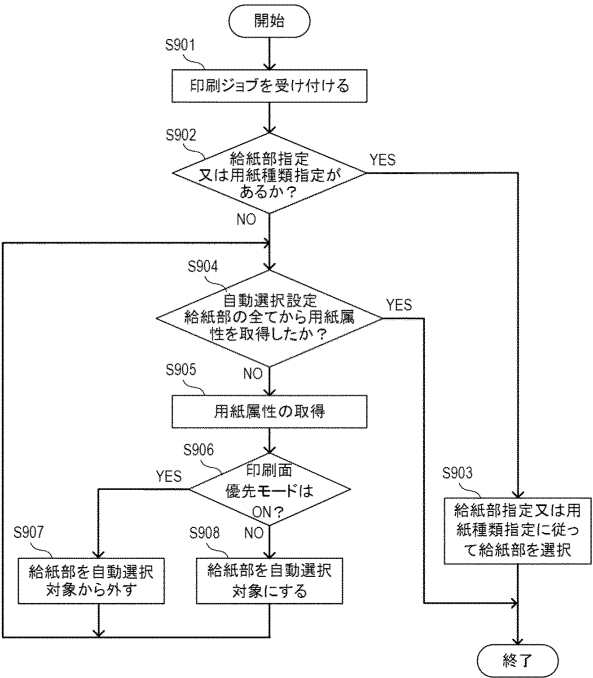 開始
S901
印刷ジョブを受け付ける
S902
給紙部指定
又は用紙種類指定が
あるか？
YES
NO
S904
自動選択設定
給紙部の全てから用紙属
性を取得したか？
YES
NO
S905
用紙属性の取得
S906
印刷面
優先モードは
ON？
YES
NO
S903
給紙部指定又は用
紙種類指定に従っ
て給紙部を選択
S907
給紙部を自動選択
対象から外す
S908
給紙部を自動選択
対象にする
終了